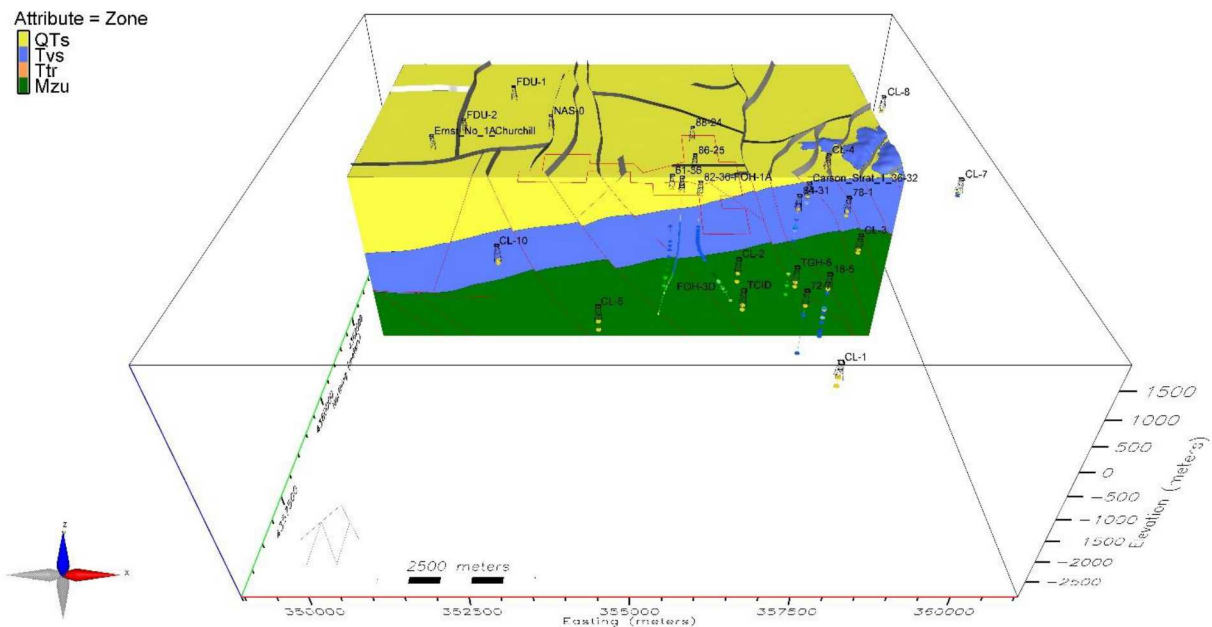 Attribute = Zone
QTs
Tvs
Ttr
Mzu
FDU-1
CL-8
FDU-2
NAS-0
Ernst_No_1A
Churchill
88-24
86-25
CL-4
61-36
82-36
FOH-1A
Carson_Strat_1_36-32
CL-7
84-31
78-1
CL-3
CL-10
CL-2
TGH-6
18-5
FOH-3D
TCID
CL-6
CL-1
1500
1000
500
0
-500
-1000
1500
-2000
-2500
Elevation (meters)
4360000
z
x
2500 meters
350000
352500
355000
357500
360000
Easting (meters)